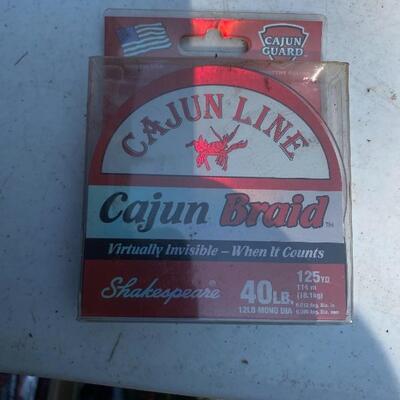 CAJUN
GUARD
CAJUN LINE
Cajun Braid™
Virtually Invisible – When It Counts
Shakespeare
40LB.
12LB MONO DIA
125YD
114 m
(18.1kg)